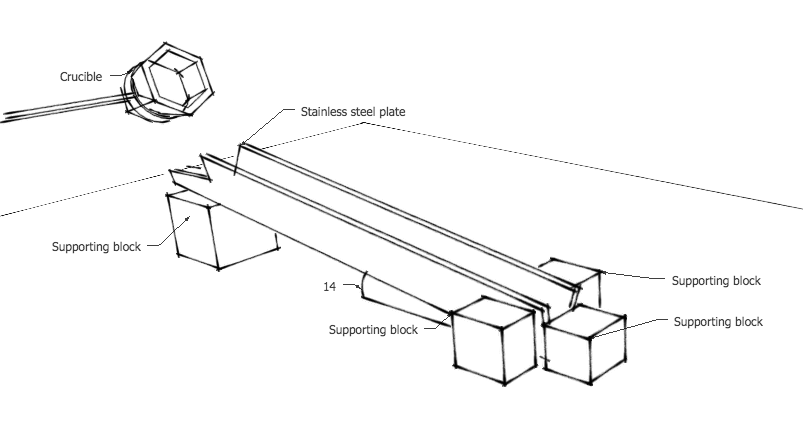 Crucible
Stainless steel plate
Supporting block
Supporting block
14
Supporting block
Supporting block